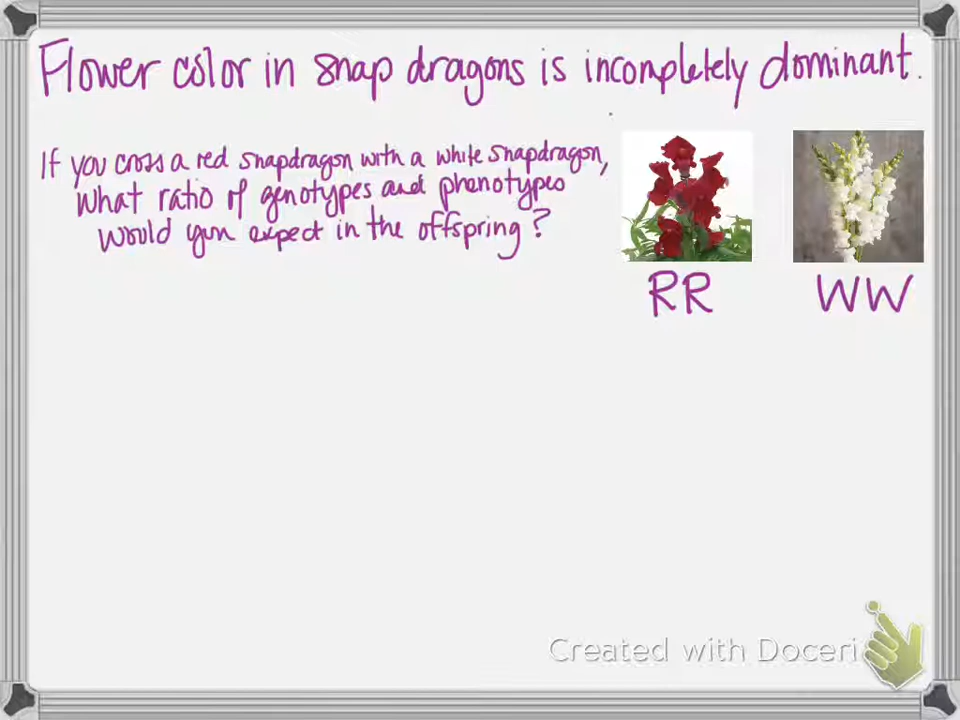 Flower color in snap dragons is incompletely dominant.
If you cross a red snapdragon with a white snapdragon,
what ratio of genotypes and phenotypes
would you expect in the offspring?
RR WW
Created with Doceri